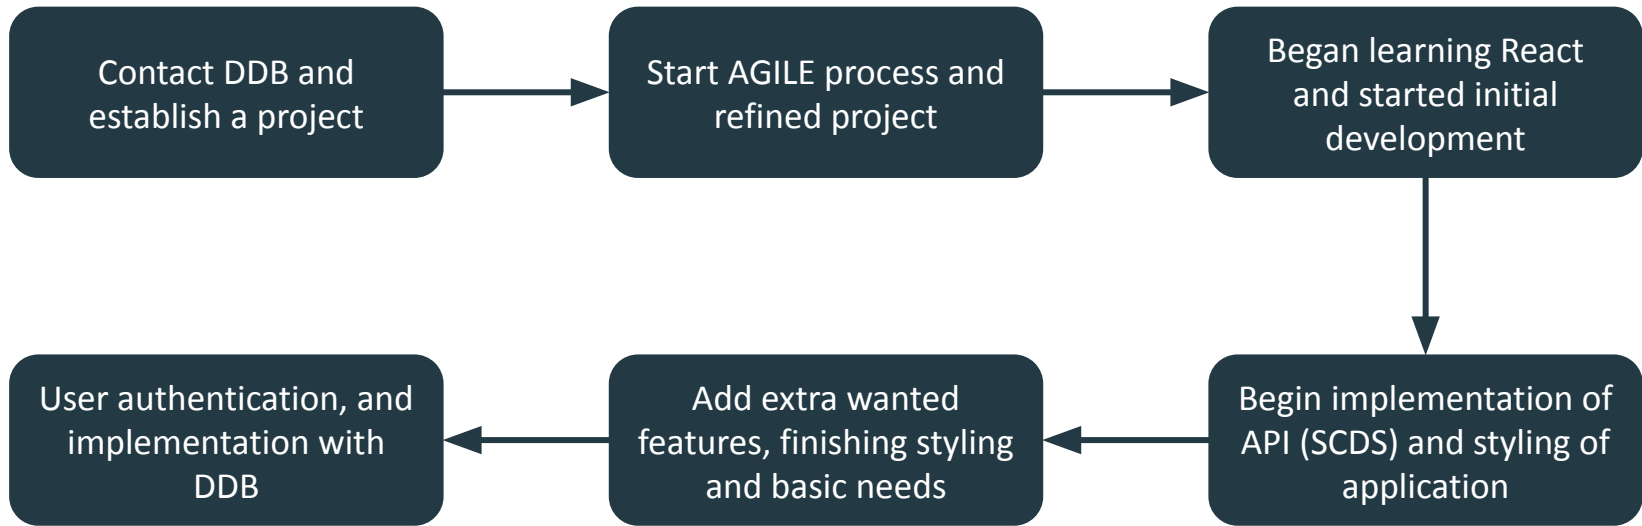 Contact DDB and
establish a project
Start AGILE process and
refined project
Began learning React
and started initial
development
Begin implementation of
API (SCDS) and styling of
application
Add extra wanted
features, finishing styling
and basic needs
User authentication, and
implementation with
DDB